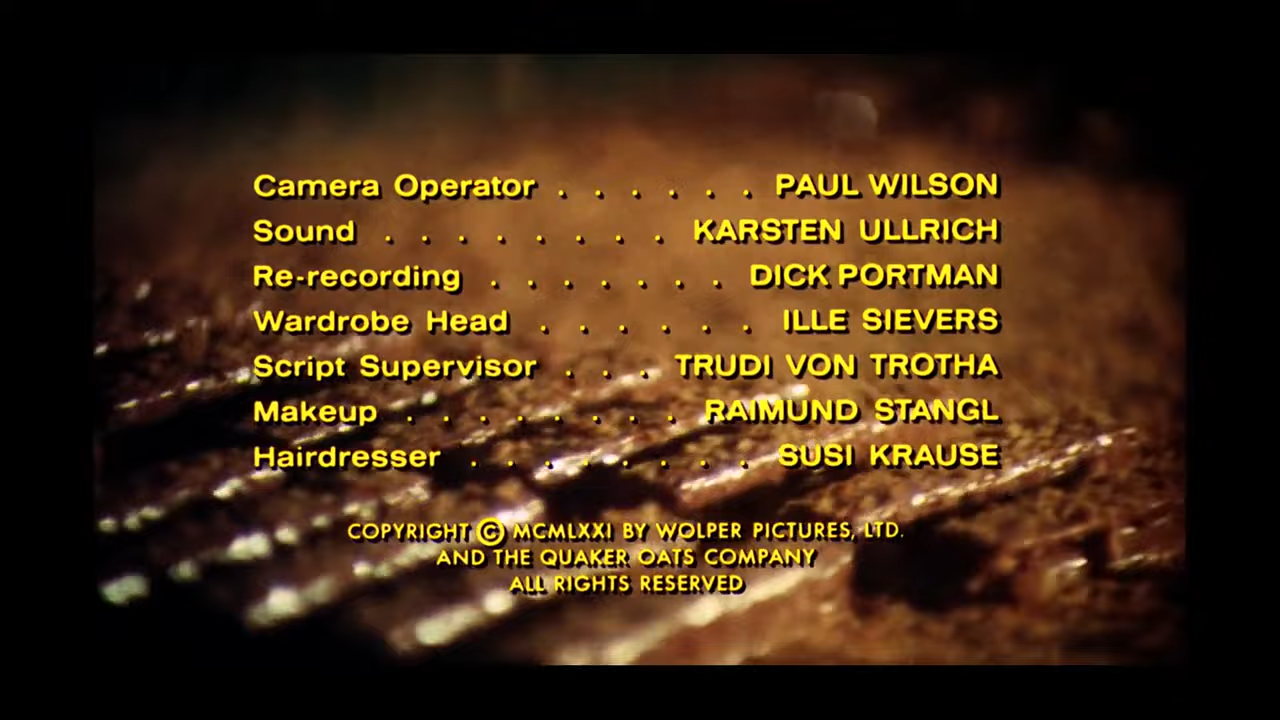 Camera Operator . . . . . . PAUL WILSON
Sound . . . . . . . . KARSTEN ULLRICH
Re-recording . . . . . . . DICK PORTMAN
Wardrobe Head . . . . . . ILLE SIEVERS
Script Supervisor . . . TRUDI VON TROTHA
Makeup . . . . . . . . RAIMUND STANGL
Hairdresser . . . . . . . . SUSI KRAUSE
COPYRIGHT © MCMLXXI BY WOLPER PICTURES, LTD.
AND THE QUAKER OATS COMPANY
ALL RIGHTS RESERVED